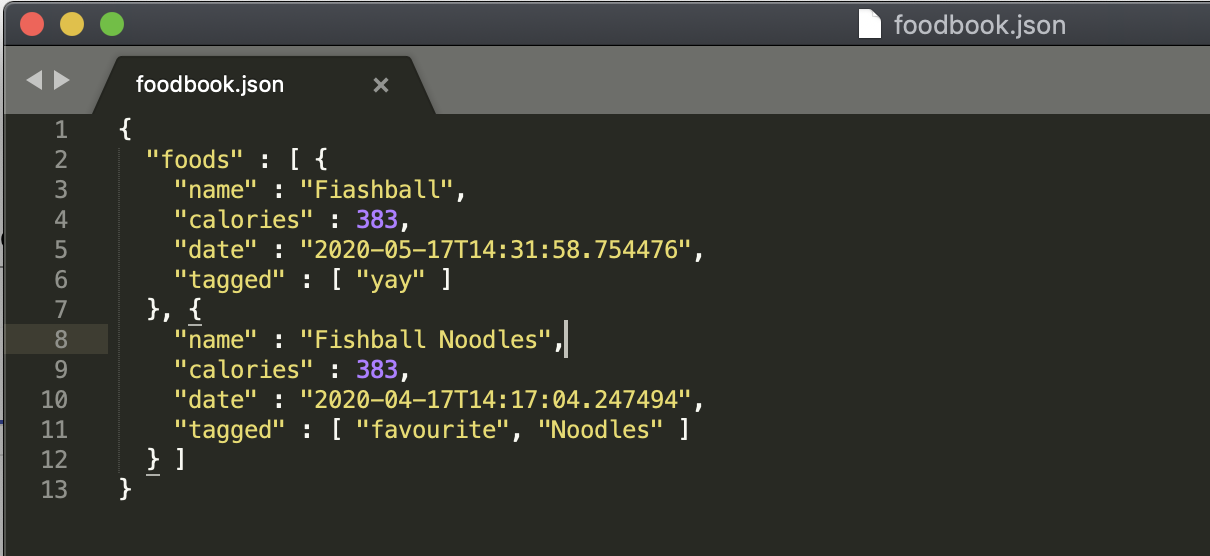 foodbook.json
foodbook.json ×
1 {
2 "foods" : [ {
3 "name" : "Fiashball",
4 "calories" : 383,
5 "date" : "2020-05-17T14:31:58.754476",
6 "tagged" : [ "yay" ]
7 }, {
8 "name" : "Fishball Noodles",
9 "calories" : 383,
10 "date" : "2020-04-17T14:17:04.247494",
11 "tagged" : [ "favourite", "Noodles" ]
12 } ]
13 }